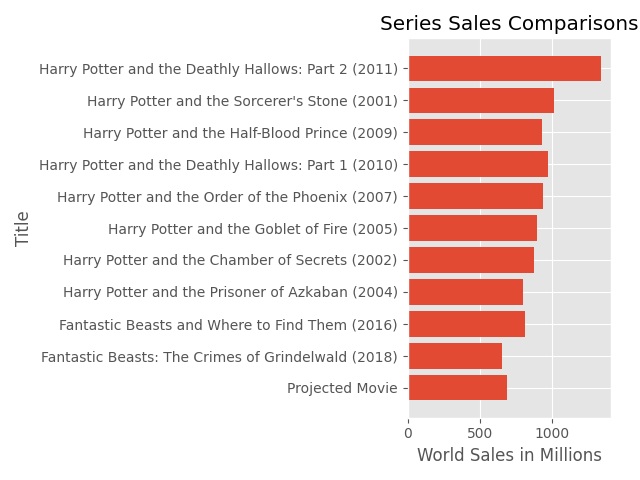 Series Sales Comparisons
Harry Potter and the Deathly Hallows: Part 2 (2011)
Harry Potter and the Sorcerer's Stone (2001)
Harry Potter and the Half-Blood Prince (2009)
Harry Potter and the Deathly Hallows: Part 1 (2010)
Harry Potter and the Order of the Phoenix (2007)
Harry Potter and the Goblet of Fire (2005)
Harry Potter and the Chamber of Secrets (2002)
Harry Potter and the Prisoner of Azkaban (2004)
Fantastic Beasts and Where to Find Them (2016)
Fantastic Beasts: The Crimes of Grindelwald (2018)
Projected Movie
Title
0 500 1000
World Sales in Millions